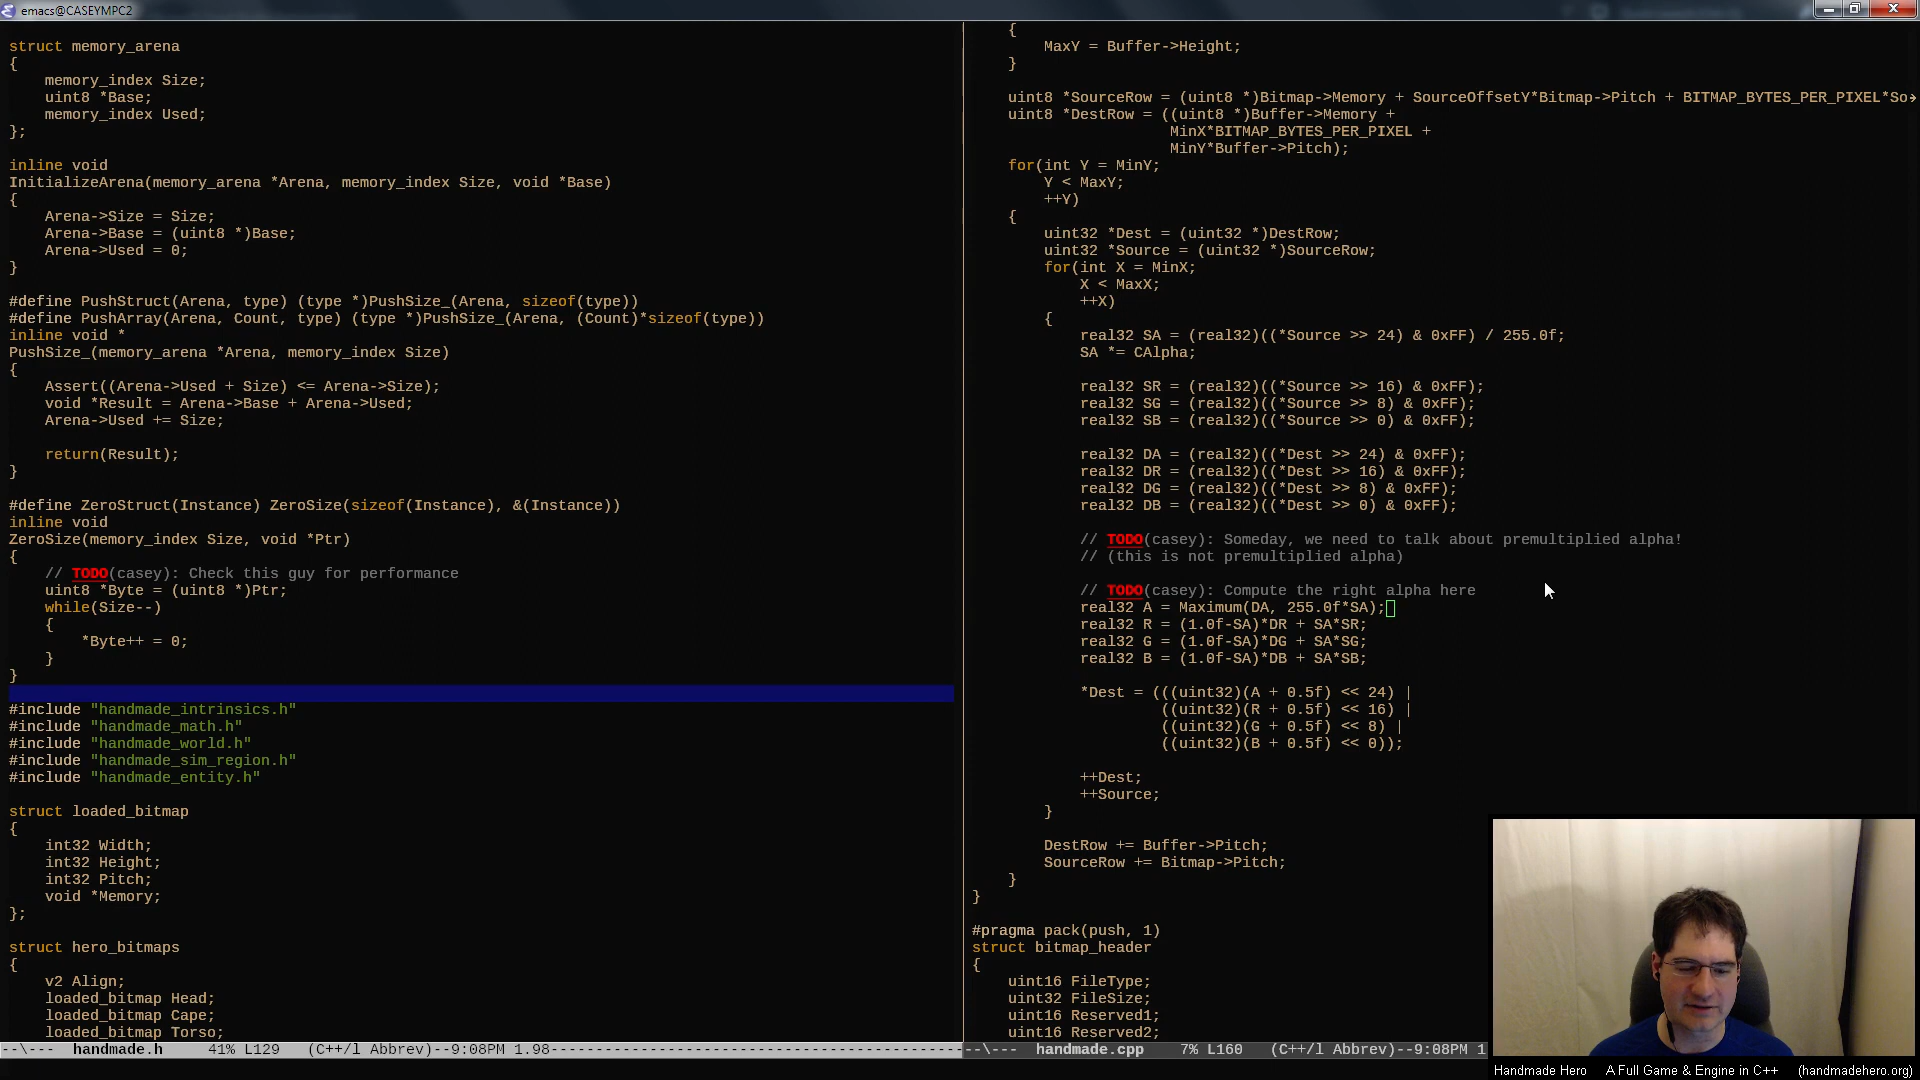 emacs@CASEYMPC2
struct memory_arena
{
    memory_index Size;
    uint8 *Base;
    memory_index Used;
};
inline void
InitializeArena(memory_arena *Arena, memory_index Size, void *Base)
{
    Arena->Size = Size;
    Arena->Base = (uint8 *)Base;
    Arena->Used = 0;
}
#define PushStruct(Arena, type) (type *)PushSize_(Arena, sizeof(type))
#define PushArray(Arena, Count, type) (type *)PushSize_(Arena, (Count)*sizeof(type))
inline void *
PushSize_(memory_arena *Arena, memory_index Size)
{
    Assert((Arena->Used + Size) <= Arena->Size);
    void *Result = Arena->Base + Arena->Used;
    Arena->Used += Size;
    return(Result);
}
#define ZeroStruct(Instance) ZeroSize(sizeof(Instance), &(Instance))
inline void
ZeroSize(memory_index Size, void *Ptr)
{
    // TODO(casey): Check this guy for performance
    uint8 *Byte = (uint8 *)Ptr;
    while(Size--)
    {
        *Byte++ = 0;
    }
}
#include "handmade_intrinsics.h"
#include "handmade_math.h"
#include "handmade_world.h"
#include "handmade_sim_region.h"
#include "handmade_entity.h"
struct loaded_bitmap
{
    int32 Width;
    int32 Height;
    int32 Pitch;
    void *Memory;
};
struct hero_bitmaps
{
    v2 Align;
    loaded_bitmap Head;
    loaded_bitmap Cape;
    loaded_bitmap Torso;
--\---  handmade.h     41% L129   (C++/l Abbrev)--9:08PM 1.98----------------------------------------------
    {
        MaxY = Buffer->Height;
    }
    uint8 *SourceRow = (uint8 *)Bitmap->Memory + SourceOffsetY*Bitmap->Pitch + BITMAP_BYTES_PER_PIXEL*So
    uint8 *DestRow = ((uint8 *)Buffer->Memory +
                      MinX*BITMAP_BYTES_PER_PIXEL +
                      MinY*Buffer->Pitch);
    for(int Y = MinY;
        Y < MaxY;
        ++Y)
    {
        uint32 *Dest = (uint32 *)DestRow;
        uint32 *Source = (uint32 *)SourceRow;
        for(int X = MinX;
            X < MaxX;
            ++X)
        {
            real32 SA = (real32)((*Source >> 24) & 0xFF) / 255.0f;
            SA *= CAlpha;
            real32 SR = (real32)((*Source >> 16) & 0xFF);
            real32 SG = (real32)((*Source >> 8) & 0xFF);
            real32 SB = (real32)((*Source >> 0) & 0xFF);
            real32 DA = (real32)((*Dest >> 24) & 0xFF);
            real32 DR = (real32)((*Dest >> 16) & 0xFF);
            real32 DG = (real32)((*Dest >> 8) & 0xFF);
            real32 DB = (real32)((*Dest >> 0) & 0xFF);
            // TODO(casey): Someday, we need to talk about premultiplied alpha!
            // (this is not premultiplied alpha)
            // TODO(casey): Compute the right alpha here
            real32 A = Maximum(DA, 255.0f*SA);
            real32 R = (1.0f-SA)*DR + SA*SR;
            real32 G = (1.0f-SA)*DG + SA*SG;
            real32 B = (1.0f-SA)*DB + SA*SB;
            *Dest = (((uint32)(A + 0.5f) << 24) |
                     ((uint32)(R + 0.5f) << 16) |
                     ((uint32)(G + 0.5f) << 8) |
                     ((uint32)(B + 0.5f) << 0));
            ++Dest;
            ++Source;
        }
        DestRow += Buffer->Pitch;
        SourceRow += Bitmap->Pitch;
    }
}
#pragma pack(push, 1)
struct bitmap_header
{
    uint16 FileType;
    uint32 FileSize;
    uint16 Reserved1;
    uint16 Reserved2;
--\---  handmade.cpp    7% L160   (C++/l Abbrev)--9:08PM 1
Handmade Hero    A Full Game & Engine in C++    (handmadehero.org)